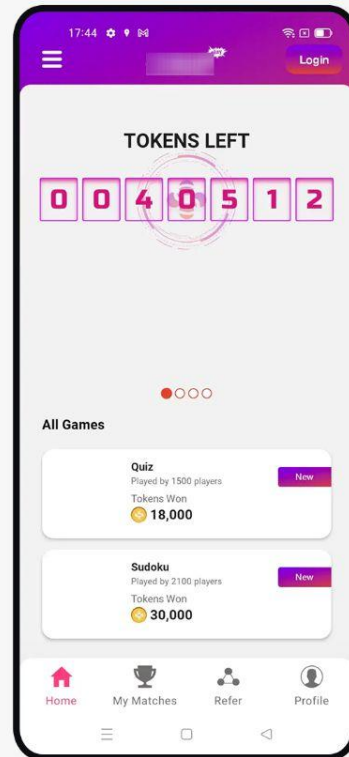 17:44
Login
TOKENS LEFT
0 0 4 0 5 1 2
All Games
Quiz
Played by 1500 players
New
Tokens Won
18,000
Sudoku
Played by 2100 players
New
Tokens Won
30,000
Home
My Matches
Refer
Profile